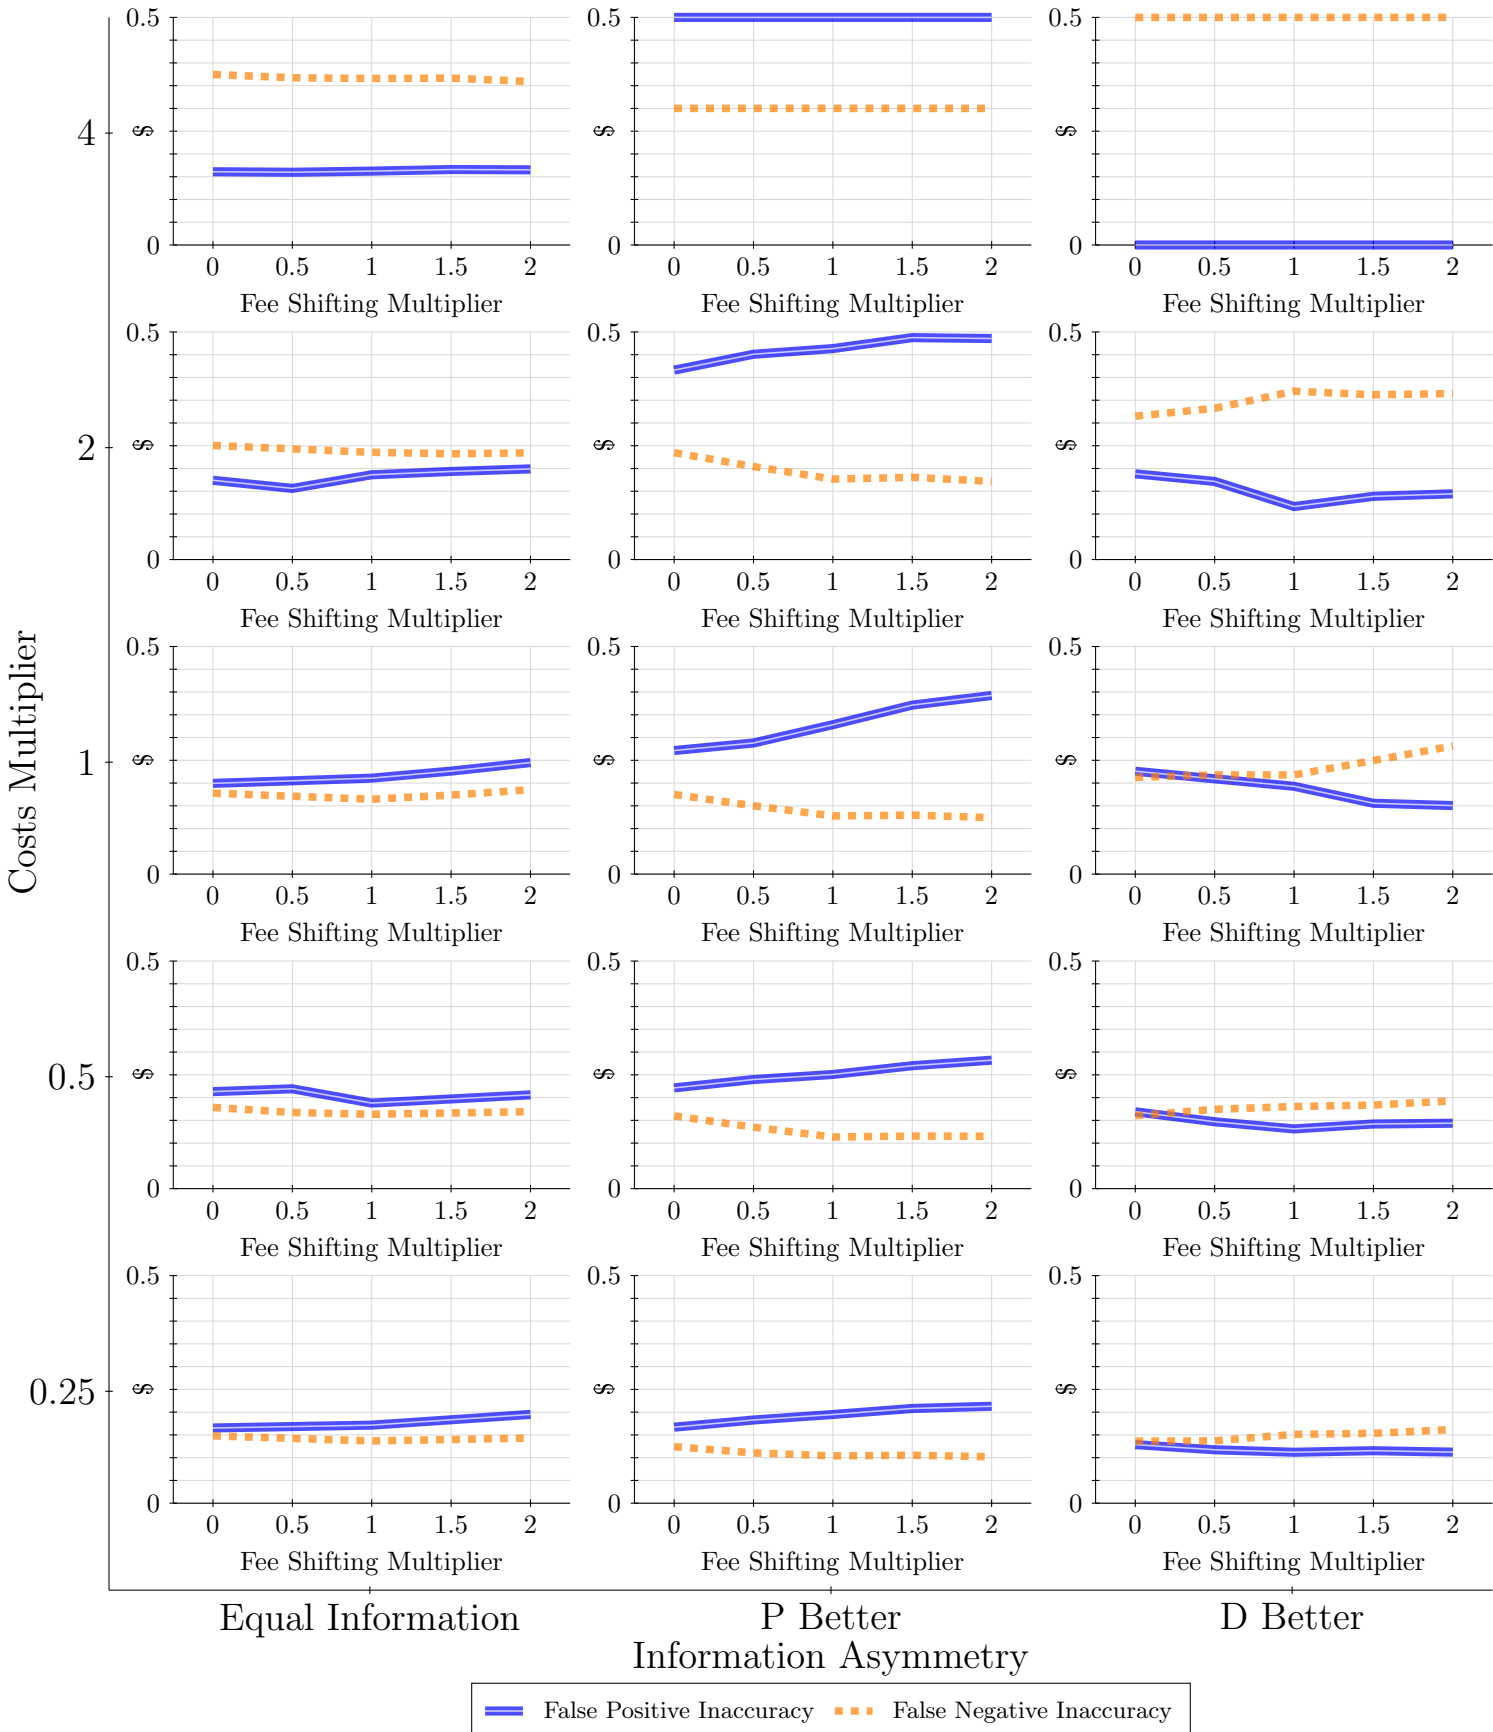 0.5 0.5 0.5
4 $ $ $
0 0 0
0 0.5 1 1.5 2 0 0.5 1 1.5 2 0 0.5 1 1.5 2
Fee Shifting Multiplier Fee Shifting Multiplier Fee Shifting Multiplier
0.5 0.5 0.5
2 $ $ $
0 0 0
0 0.5 1 1.5 2 0 0.5 1 1.5 2 0 0.5 1 1.5 2
Fee Shifting Multiplier Fee Shifting Multiplier Fee Shifting Multiplier
Costs Multiplier
0.5 0.5 0.5
1 $ $ $
0 0 0
0 0.5 1 1.5 2 0 0.5 1 1.5 2 0 0.5 1 1.5 2
Fee Shifting Multiplier Fee Shifting Multiplier Fee Shifting Multiplier
0.5 0.5 0.5
0.5 $ $ $
0 0 0
0 0.5 1 1.5 2 0 0.5 1 1.5 2 0 0.5 1 1.5 2
Fee Shifting Multiplier Fee Shifting Multiplier Fee Shifting Multiplier
0.5 0.5 0.5
0.25 $ $ $
0 0 0
0 0.5 1 1.5 2 0 0.5 1 1.5 2 0 0.5 1 1.5 2
Fee Shifting Multiplier Fee Shifting Multiplier Fee Shifting Multiplier
Equal Information P Better D Better
Information Asymmetry
False Positive Inaccuracy False Negative Inaccuracy